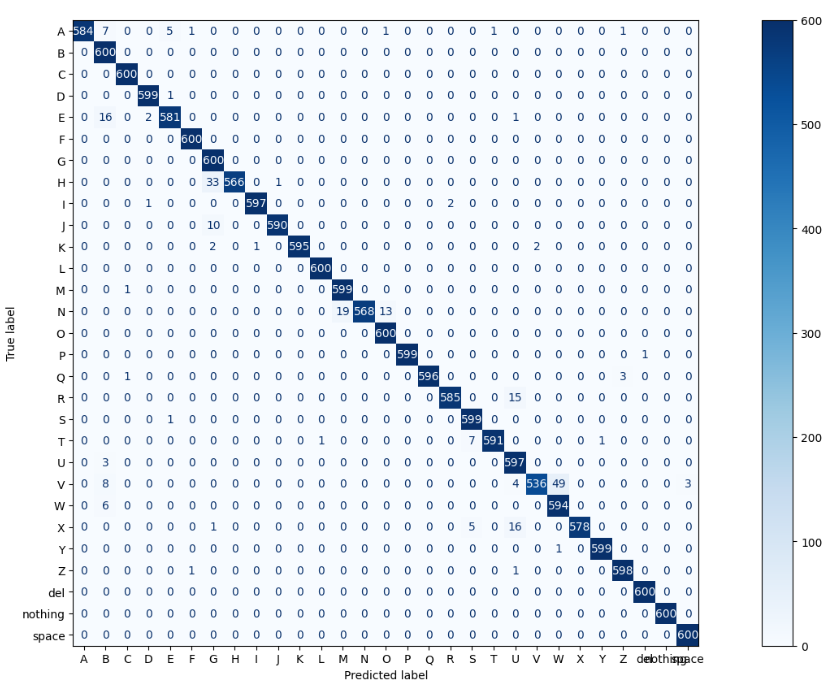 A 584 7 0 0 5 1 0 0 0 0 0 0 0 0 1 0 0 0 0 1 0 0 0 0 0 1 0 0 0
B 0 600 0 0 0 0 0 0 0 0 0 0 0 0 0 0 0 0 0 0 0 0 0 0 0 0 0 0 0
C 0 0 600 0 0 0 0 0 0 0 0 0 0 0 0 0 0 0 0 0 0 0 0 0 0 0 0 0 0
D 0 0 0 599 1 0 0 0 0 0 0 0 0 0 0 0 0 0 0 0 0 0 0 0 0 0 0 0 0
E 0 16 0 2 581 0 0 0 0 0 0 0 0 0 0 0 0 0 0 0 1 0 0 0 0 0 0 0 0
F 0 0 0 0 0 600 0 0 0 0 0 0 0 0 0 0 0 0 0 0 0 0 0 0 0 0 0 0 0
G 0 0 0 0 0 0 600 0 0 0 0 0 0 0 0 0 0 0 0 0 0 0 0 0 0 0 0 0 0
H 0 0 0 0 0 0 33 566 0 1 0 0 0 0 0 0 0 0 0 0 0 0 0 0 0 0 0 0 0
I 0 0 0 1 0 0 0 0 597 0 0 0 0 0 0 0 0 2 0 0 0 0 0 0 0 0 0 0 0
J 0 0 0 0 0 0 10 0 0 590 0 0 0 0 0 0 0 0 0 0 0 0 0 0 0 0 0 0 0
K 0 0 0 0 0 0 2 0 1 0 595 0 0 0 0 0 0 0 0 0 0 2 0 0 0 0 0 0 0
L 0 0 0 0 0 0 0 0 0 0 0 600 0 0 0 0 0 0 0 0 0 0 0 0 0 0 0 0 0
M 0 0 1 0 0 0 0 0 0 0 0 0 599 0 0 0 0 0 0 0 0 0 0 0 0 0 0 0 0
N 0 0 0 0 0 0 0 0 0 0 0 0 19 568 13 0 0 0 0 0 0 0 0 0 0 0 0 0 0
O 0 0 0 0 0 0 0 0 0 0 0 0 0 0 600 0 0 0 0 0 0 0 0 0 0 0 0 0 0
P 0 0 0 0 0 0 0 0 0 0 0 0 0 0 0 599 0 0 0 0 0 0 0 0 0 0 1 0 0
Q 0 0 1 0 0 0 0 0 0 0 0 0 0 0 0 0 596 0 0 0 0 0 0 0 0 3 0 0 0
R 0 0 0 0 0 0 0 0 0 0 0 0 0 0 0 0 0 585 0 0 15 0 0 0 0 0 0 0 0
S 0 0 0 0 1 0 0 0 0 0 0 0 0 0 0 0 0 0 599 0 0 0 0 0 0 0 0 0 0
T 0 0 0 0 0 0 0 0 0 0 0 1 0 0 0 0 0 0 7 591 0 0 0 0 1 0 0 0 0
U 0 3 0 0 0 0 0 0 0 0 0 0 0 0 0 0 0 0 0 0 597 0 0 0 0 0 0 0 0
V 0 8 0 0 0 0 0 0 0 0 0 0 0 0 0 0 0 0 0 0 4 536 49 0 0 0 0 0 3
W 0 6 0 0 0 0 0 0 0 0 0 0 0 0 0 0 0 0 0 0 0 0 594 0 0 0 0 0 0
X 0 0 0 0 0 0 1 0 0 0 0 0 0 0 0 0 0 0 5 0 16 0 0 578 0 0 0 0 0
Y 0 0 0 0 0 0 0 0 0 0 0 0 0 0 0 0 0 0 0 0 0 0 1 0 599 0 0 0 0
Z 0 0 0 0 0 1 0 0 0 0 0 0 0 0 0 0 0 0 0 0 1 0 0 0 0 598 0 0 0
del 0 0 0 0 0 0 0 0 0 0 0 0 0 0 0 0 0 0 0 0 0 0 0 0 0 0 600 0 0
nothing 0 0 0 0 0 0 0 0 0 0 0 0 0 0 0 0 0 0 0 0 0 0 0 0 0 0 0 600 0
space 0 0 0 0 0 0 0 0 0 0 0 0 0 0 0 0 0 0 0 0 0 0 0 0 0 0 0 0 600
A B C D E F G H I J K L M N O P Q R S T U V W X Y Z del nothing space
Predicted label
True label
600
500
400
300
200
100
0